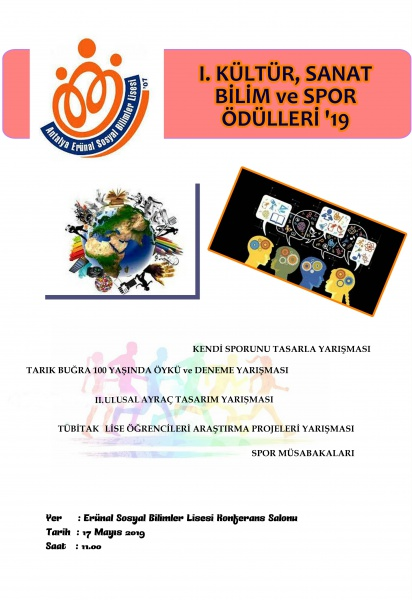 Antalya Erünal Sosyal Bilimler Lisesi '07
I. KÜLTÜR, SANAT
BİLİM ve SPOR
ÖDÜLLERİ '19
KENDİ SPORUNU TASARLA YARIŞMASI
TARIK BUĞRA 100 YAŞINDA ÖYKÜ ve DENEME YARIŞMASI
II.ULUSAL AYRAÇ TASARIM YARIŞMASI
TÜBİTAK LİSE ÖĞRENCİLERİ ARAŞTIRMA PROJELERİ YARIŞMASI
SPOR MÜSABAKALARI
Yer : Erünal Sosyal Bilimler Lisesi Konferans Salonu
Tarih : 17 Mayıs 2019
Saat : 11.00